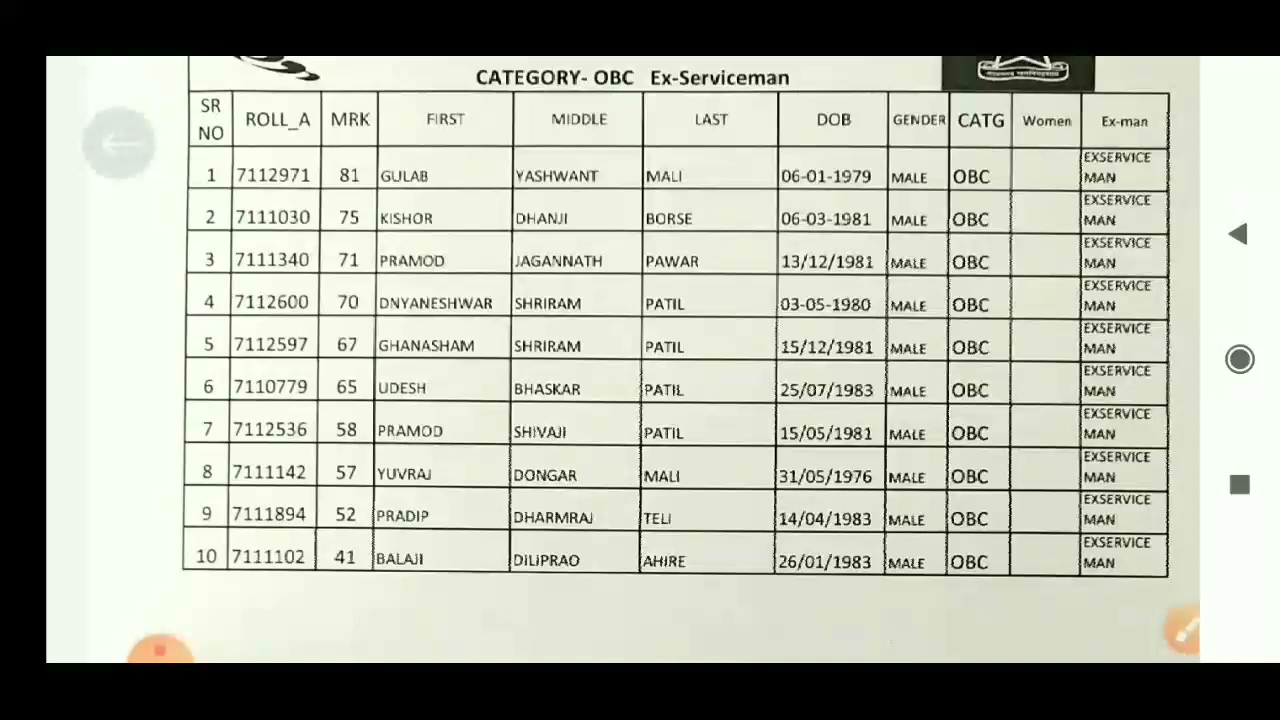 CATEGORY- OBC Ex-Serviceman
SR NO ROLL_A MRK FIRST MIDDLE LAST DOB GENDER CATG Women Ex-man
1 7112971 81 GULAB YASHWANT MALI 06-01-1979 MALE OBC EXSERVICE MAN
2 7111030 75 KISHOR DHANJI BORSE 06-03-1981 MALE OBC EXSERVICE MAN
3 7111340 71 PRAMOD JAGANNATH PAWAR 13/12/1981 MALE OBC EXSERVICE MAN
4 7112600 70 DNYANESHWAR SHRIRAM PATIL 03-05-1980 MALE OBC EXSERVICE MAN
5 7112597 67 GHANASHAM SHRIRAM PATIL 15/12/1981 MALE OBC EXSERVICE MAN
6 7110779 65 UDESH BHASKAR PATIL 25/07/1983 MALE OBC EXSERVICE MAN
7 7112536 58 PRAMOD SHIVAJI PATIL 15/05/1981 MALE OBC EXSERVICE MAN
8 7111142 57 YUVRAJ DONGAR MALI 31/05/1976 MALE OBC EXSERVICE MAN
9 7111894 52 PRADIP DHARMRAJ TELI 14/04/1983 MALE OBC EXSERVICE MAN
10 7111102 41 BALAJI DILIPRAO AHIRE 26/01/1983 MALE OBC EXSERVICE MAN